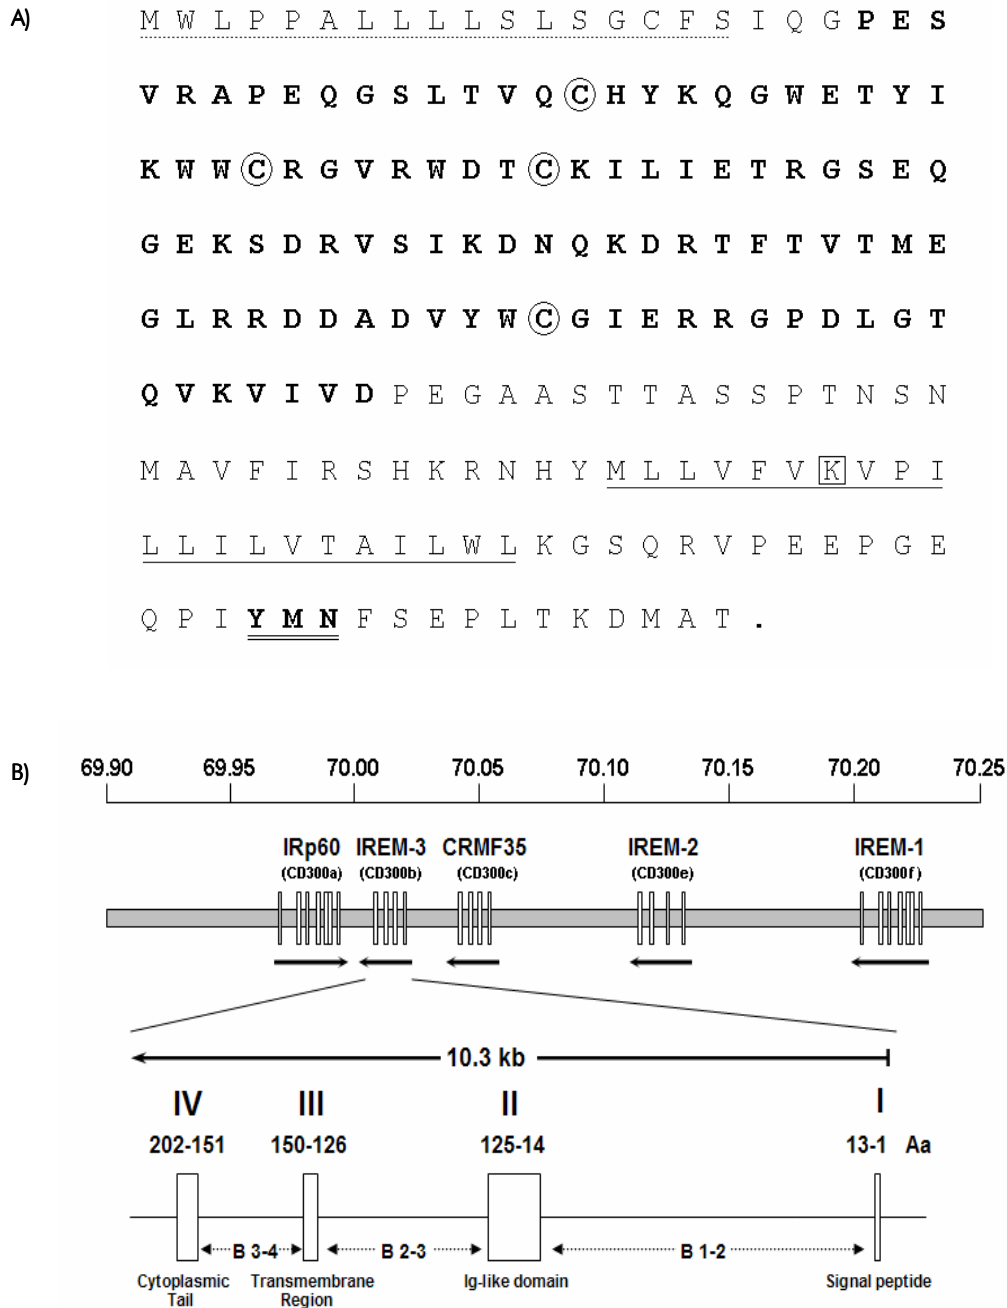 A)
M W L P P A L L L L S L S G C F S I Q G P E S
V R A P E Q G S L T V Q C H Y K Q G W E T Y I
K W W C R G V R W D T C K I L I E T R G S E Q
G E K S D R V S I K D N Q K D R T F T V T M E
G L R R D D A D V Y W C G I E R R G P D L G T
Q V K V I V D P E G A A S T T A S S P T N S N
M A V F I R S H K R N H Y M L L V F V K V P I
L L I L V T A I L W L K G S Q R V P E E P G E
Q P I Y M N F S E P L T K D M A T .
B)
69.90 69.95 70.00 70.05 70.10 70.15 70.20 70.25
IRp60 IREM-3 CRMF35 IREM-2 IREM-1
(CD300a) (CD300b) (CD300c) (CD300e) (CD300f)
10.3 kb
IV III II I
202-151 150-126 125-14 13-1 Aa
B 3-4 B 2-3 B 1-2
Cytoplasmic Transmembrane Ig-like domain Signal peptide
Tail Region